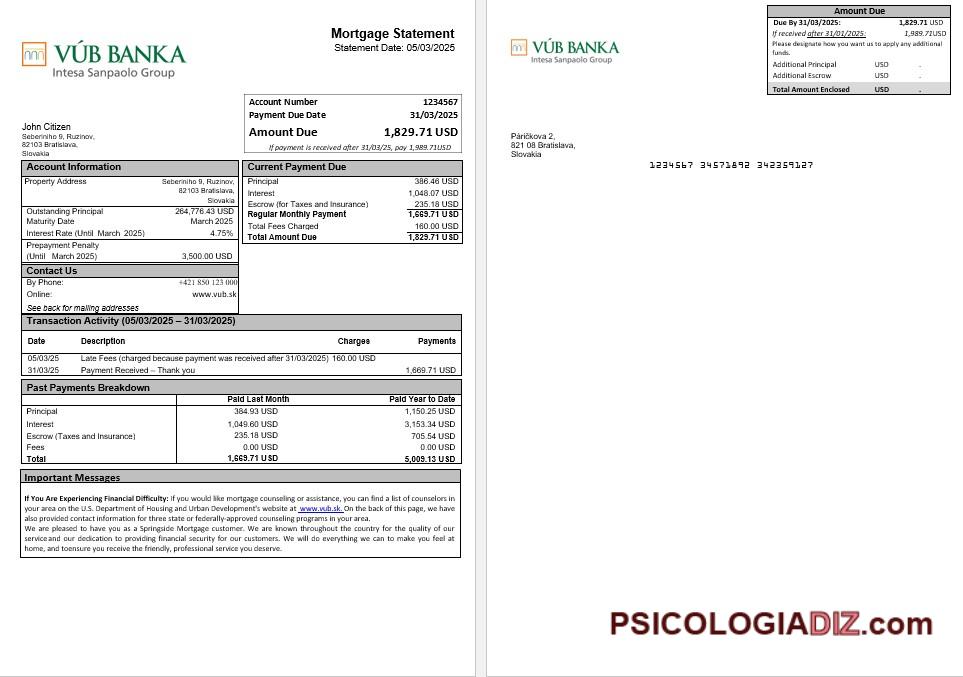 VÚB BANKA
Intesa Sanpaolo Group
Mortgage Statement
Statement Date: 05/03/2025
Account Number 1234567
Payment Due Date 31/03/2025
Amount Due 1,829.71 USD
If payment is received after 31/03/25, pay 1,989.71USD
John Citizen
Seberiniho 9, Ruzinov,
82103 Bratislava,
Slovakia
Account Information
Property Address Seberiniho 9, Ruzinov,
82103 Bratislava,
Slovakia
Outstanding Principal 264,776.43 USD
Maturity Date March 2025
Interest Rate (Until March 2025) 4.75%
Prepayment Penalty
(Until March 2025) 3,500.00 USD
Contact Us
By Phone: +421 850 123 000
Online: www.vub.sk
See back for mailing addresses
Current Payment Due
Principal 386.46 USD
Interest 1,048.07 USD
Escrow (for Taxes and Insurance) 235.18 USD
Regular Monthly Payment 1,669.71 USD
Total Fees Charged 160.00 USD
Total Amount Due 1,829.71 USD
Transaction Activity (05/03/2025 – 31/03/2025)
Date Description Charges Payments
05/03/25 Late Fees (charged because payment was received after 31/03/2025) 160.00 USD
31/03/25 Payment Received – Thank you 1,669.71 USD
Past Payments Breakdown
Paid Last Month Paid Year to Date
Principal 384.93 USD 1,150.25 USD
Interest 1,049.60 USD 3,153.34 USD
Escrow (Taxes and Insurance) 235.18 USD 705.54 USD
Fees 0.00 USD 0.00 USD
Total 1,669.71 USD 5,009.13 USD
Important Messages
If You Are Experiencing Financial Difficulty: If you would like mortgage counseling or assistance, you can find a list of counselors in
your area on the U.S. Department of Housing and Urban Development's website at www.vub.sk. On the back of this page, we have
also provided contact information for three state or federally-approved counseling programs in your area.
We are pleased to have you as a Springside Mortgage customer. We are known throughout the country for the quality of our
service and our dedication to providing financial security for our customers. We will do everything we can to make you feel at
home, and toensure you receive the friendly, professional service you deserve.
VÚB BANKA
Intesa Sanpaolo Group
Amount Due
Due By 31/03/2025: 1,829.71 USD
If received after 31/01/2025: 1,989.71USD
Please designate how you want us to apply any additional
funds.
Additional Principal USD .
Additional Escrow USD .
Total Amount Enclosed USD .
Páričkova 2,
821 08 Bratislava,
Slovakia
1234567 34571892 342359127
PSICOLOGIADIZ.com